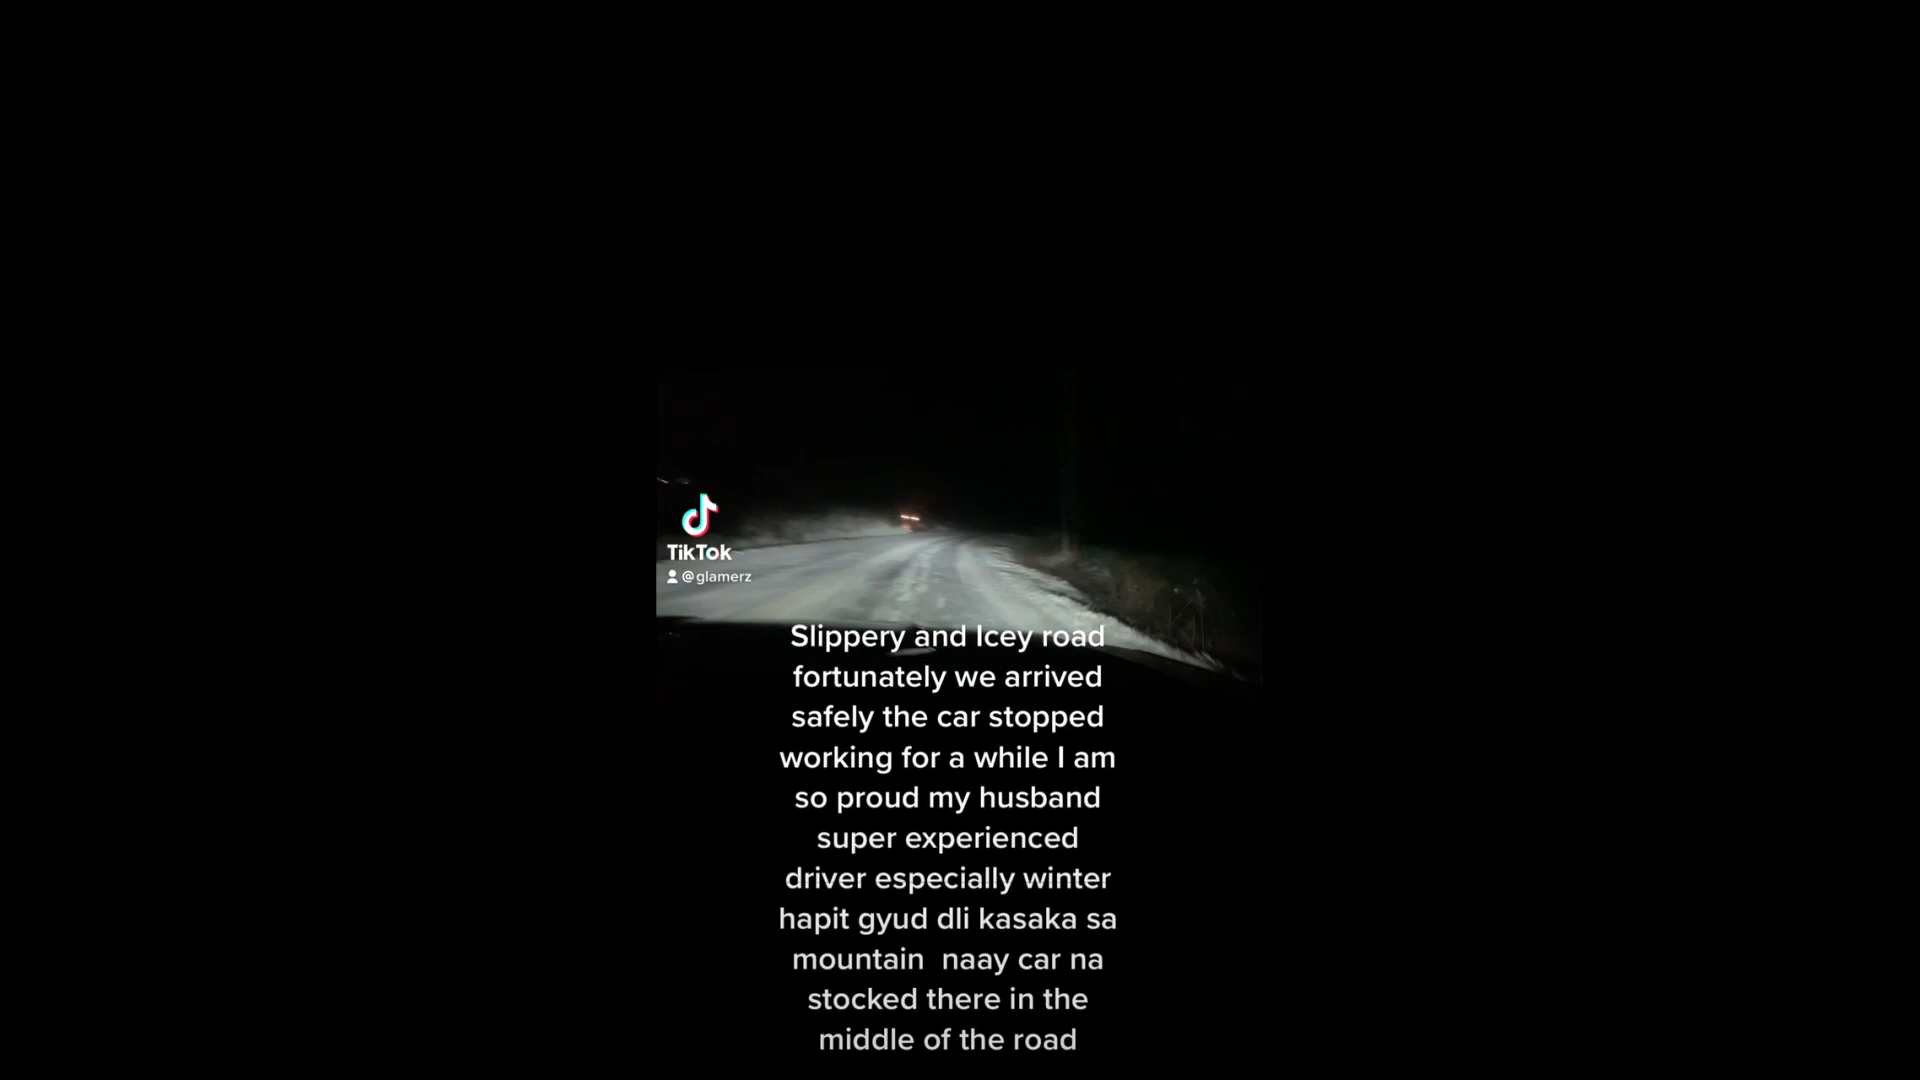 TikTok
@glamerz
Slippery and Icey road
fortunately we arrived
safely the car stopped
working for a while I am
so proud my husband
super experienced
driver especially winter
hapit gyud dli kasaka sa
mountain  naay car na
stocked there in the
middle of the road